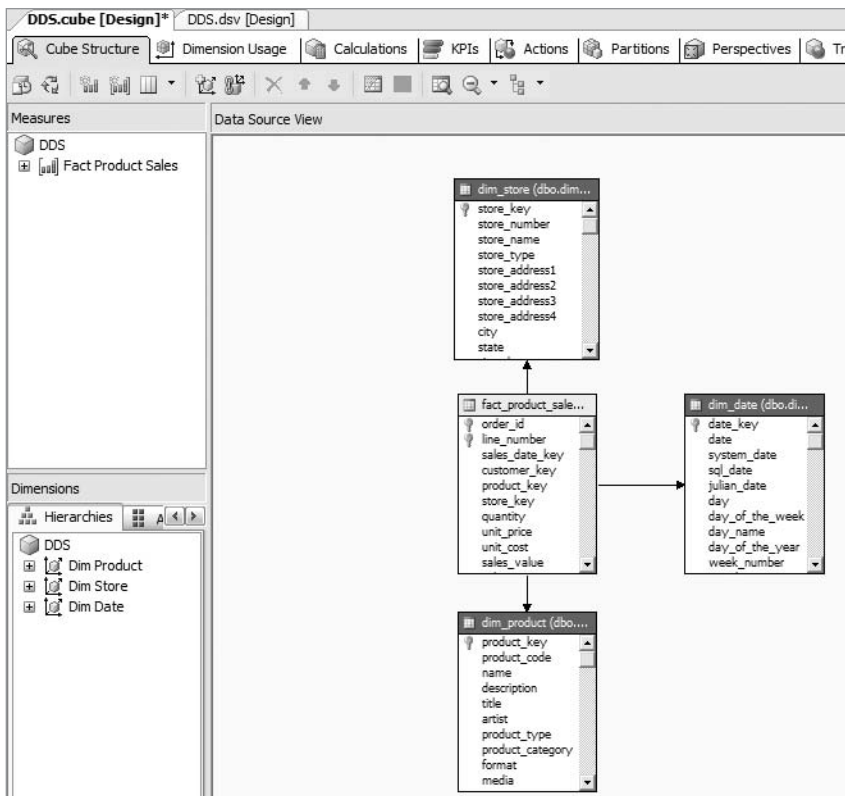 DDS.cube [Design]* DDS.dsv [Design]
Cube Structure Dimension Usage Calculations KPIs Actions Partitions Perspectives
Measures
DDS
Fact Product Sales
Dimensions
Hierarchies
DDS
Dim Product
Dim Store
Dim Date
Data Source View
dim_store (dbo.dim...
store_key
store_number
store_name
store_type
store_address1
store_address2
store_address3
store_address4
city
state
fact_product_sale...
order_id
line_number
sales_date_key
customer_key
product_key
store_key
quantity
unit_price
unit_cost
sales_value
dim_date (dbo.di...
date_key
date
system_date
sql_date
julian_date
day
day_of_the_week
day_name
day_of_the_year
week_number
dim_product (dbo....
product_key
product_code
name
description
title
artist
product_type
product_category
format
media